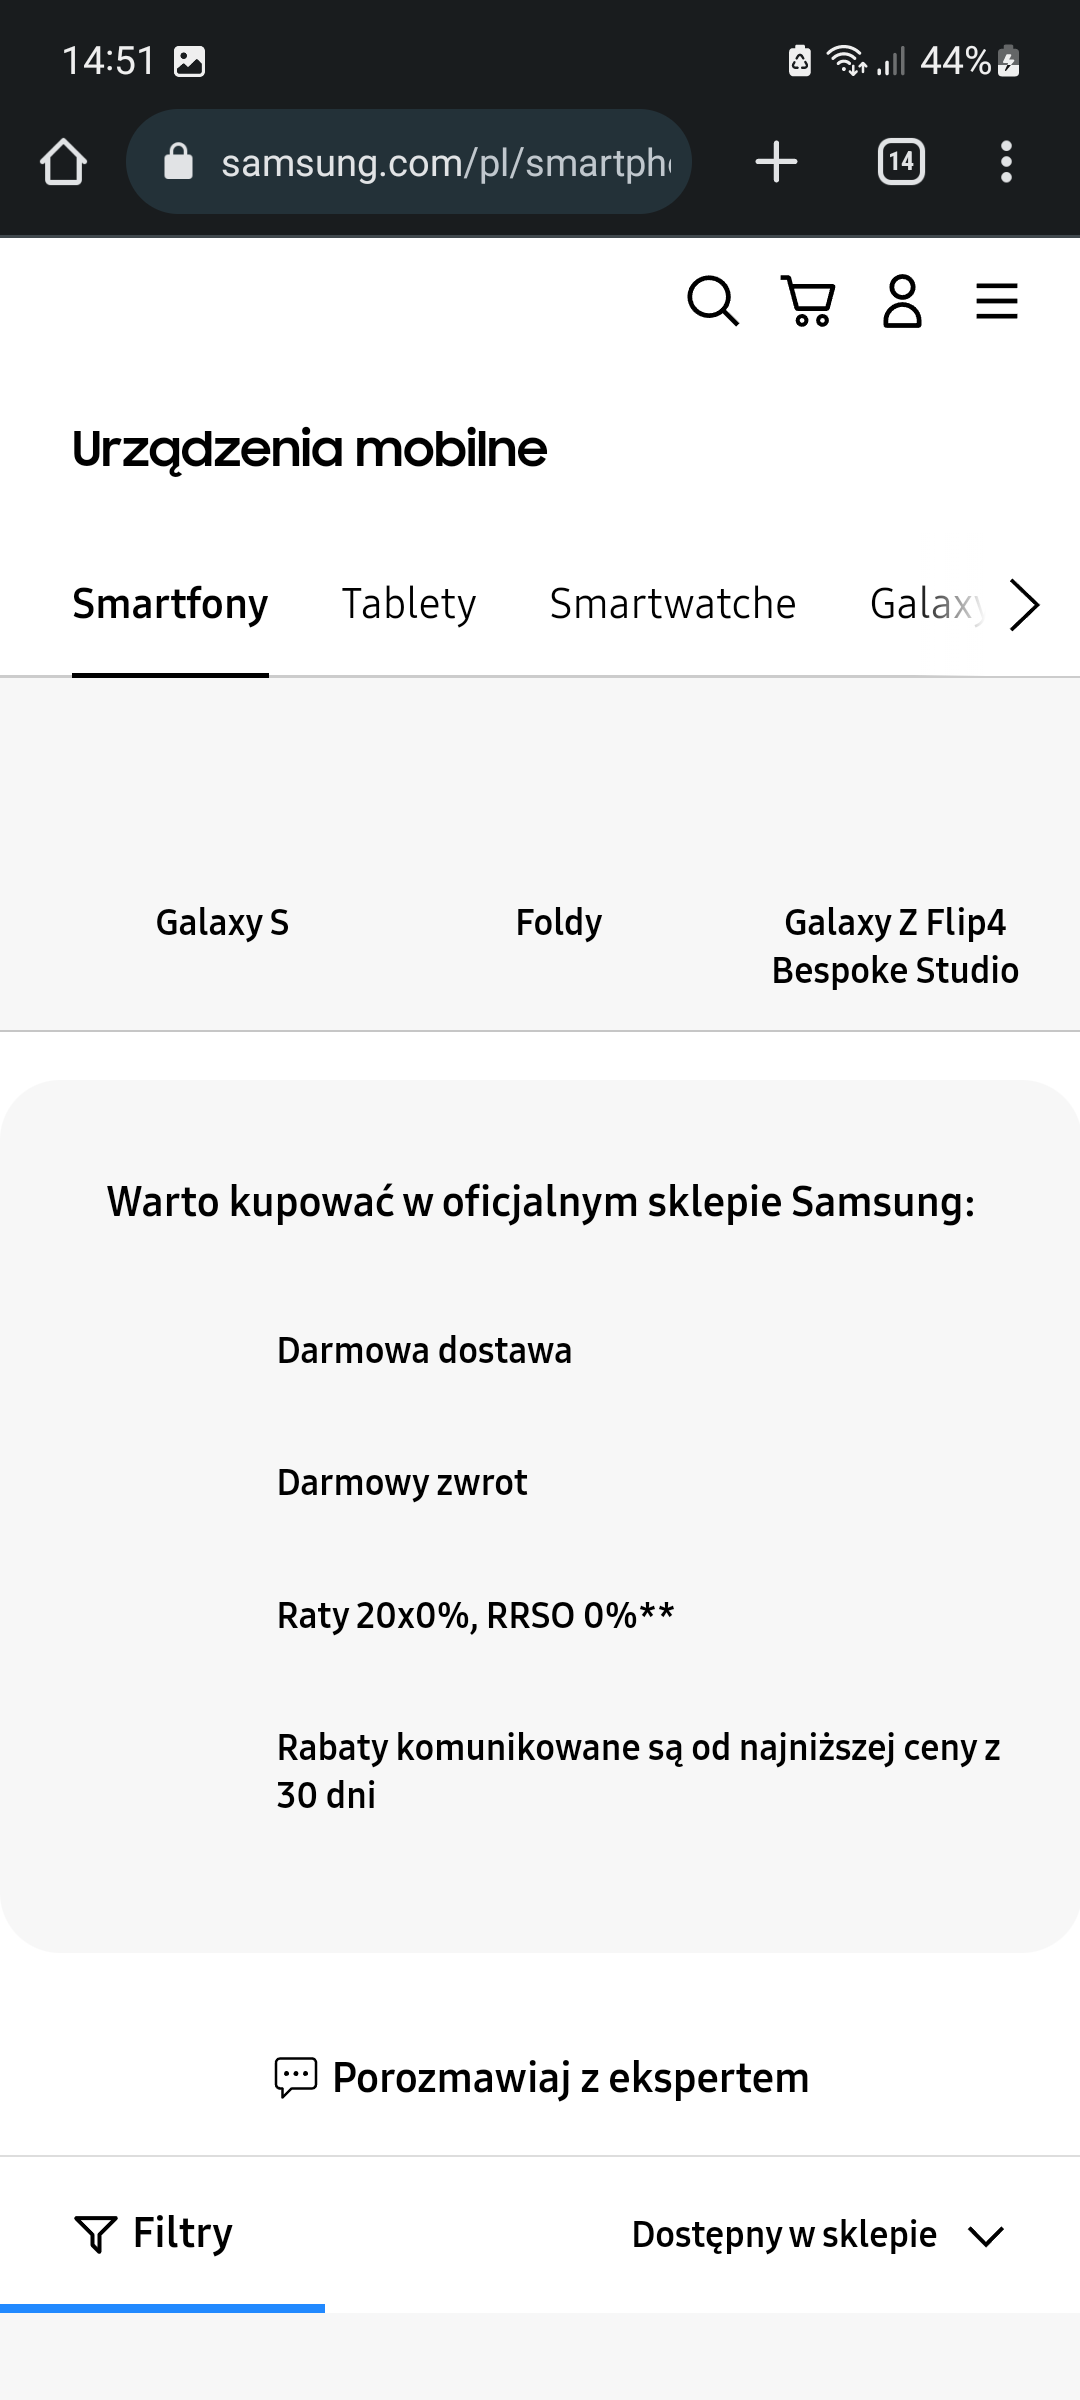 14:51
44%
samsung.com/pl/smartph
14
Urządzenia mobilne
Smartfony Tablety Smartwatche Galaxy
Galaxy S Foldy Galaxy Z Flip4
Bespoke Studio
Warto kupować w oficjalnym sklepie Samsung:
Darmowa dostawa
Darmowy zwrot
Raty 20x0%, RRSO 0%**
Rabaty komunikowane są od najniższej ceny z
30 dni
Porozmawiaj z ekspertem
Filtry Dostępny w sklepie